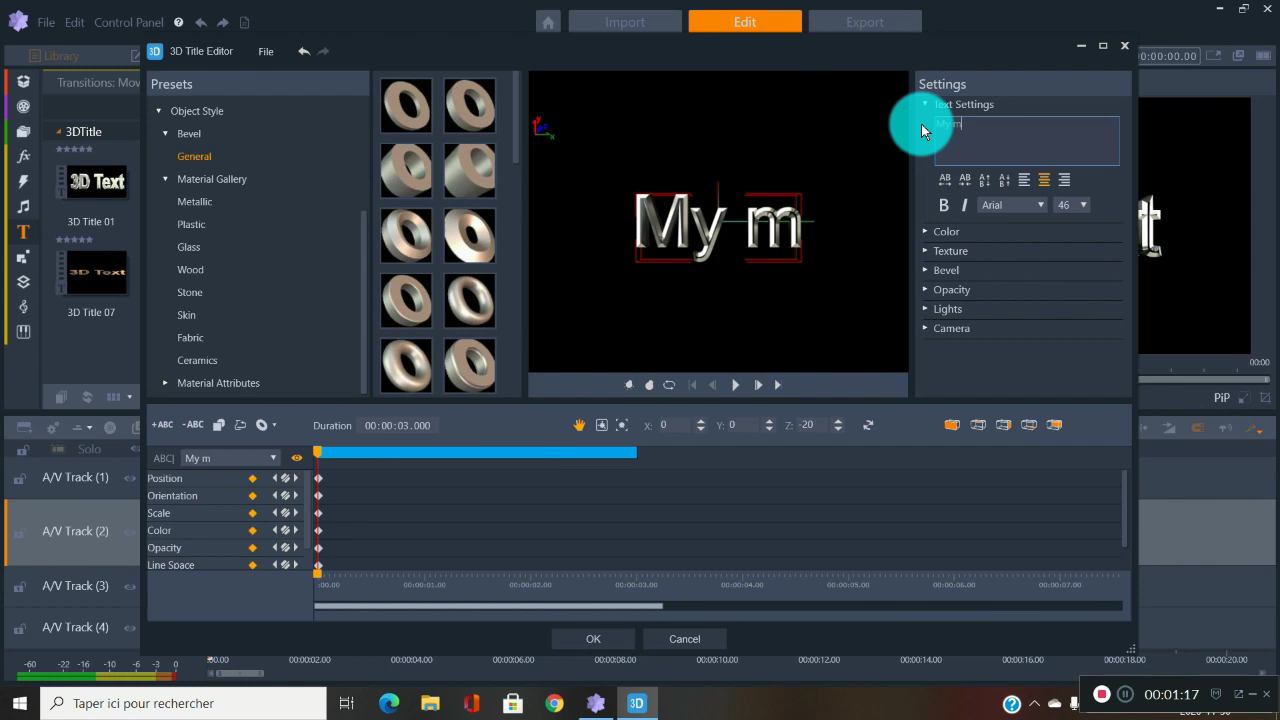 File Edit Control Panel
Import Edit Export
Library
3D Title Editor File
Transitions: Mov
3DTitle
3D Text
3D Title 01
3D Text
3D Title 07
Presets
Object Style
Bevel
General
Material Gallery
Metallic
Plastic
Glass
Wood
Stone
Skin
Fabric
Ceramics
Material Attributes
My m
Settings
Text Settings
My m
Arial 46
Color
Texture
Bevel
Opacity
Lights
Camera
00:00
PiP
+ABC -ABC Duration 00:00:03.000 X: 0 Y: 0 Z: -20
ABC| My m
Position
Orientation
Scale
Color
Opacity
Line Space
00:00:01.00 00:00:02.00 00:00:03.00 00:00:04.00 00:00:05.00 00:00:06.00 00:00:07.00
OK Cancel
Solo
A/V Track (1)
A/V Track (2)
A/V Track (3)
A/V Track (4)
-60 -22 -16 -10 -6 -3 0
00:00:02.00 00:00:04.00 00:00:06.00 00:00:08.00 00:00:10.00 00:00:12.00 00:00:14.00 00:00:16.00 00:00:18.00 00:00:20.00
Taper ici pour rechercher
00:01:17